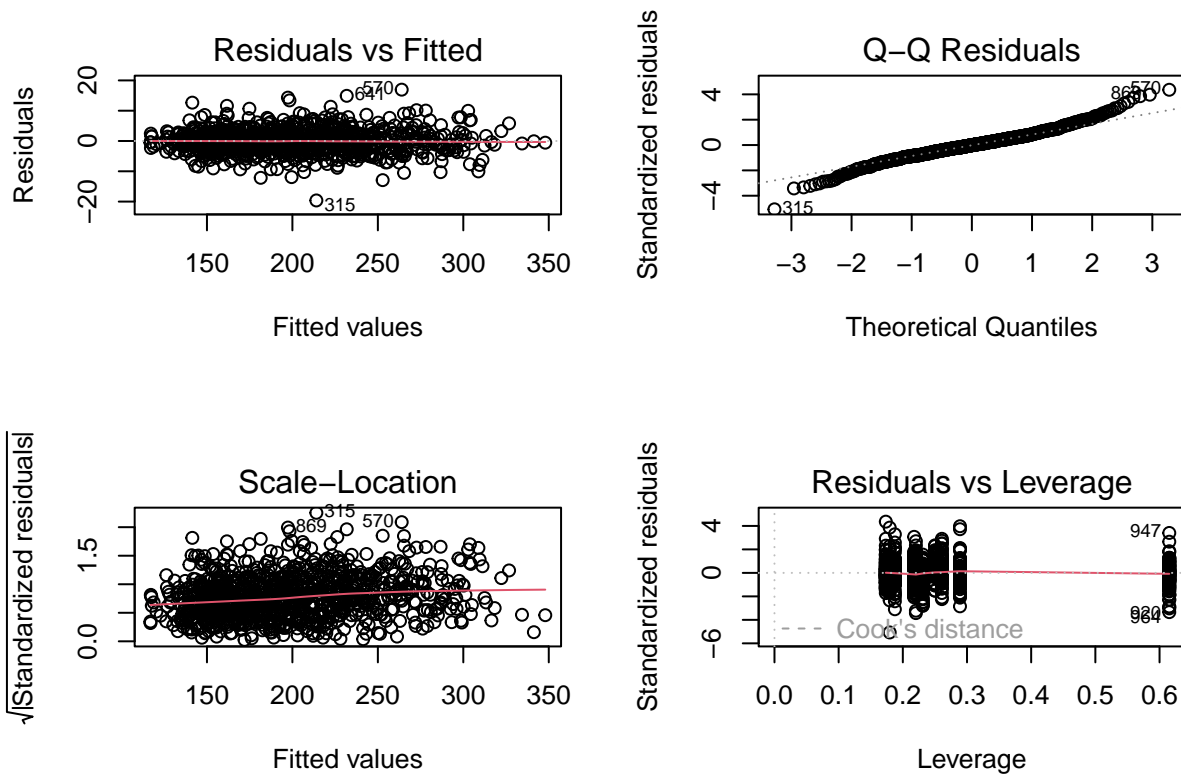 Residuals vs Fitted
Residuals
20
0
−20
570
641
315
150 200 250 300 350
Fitted values
Q−Q Residuals
Standardized residuals
4
0
−4
570
869
315
−3 −2 −1 0 1 2 3
Theoretical Quantiles
Scale−Location
√|Standardized residuals|
1.5
0.0
315
869
570
150 200 250 300 350
Fitted values
Residuals vs Leverage
Standardized residuals
4
0
−6
947
920
964
Cook's distance
0.0 0.1 0.2 0.3 0.4 0.5 0.6
Leverage